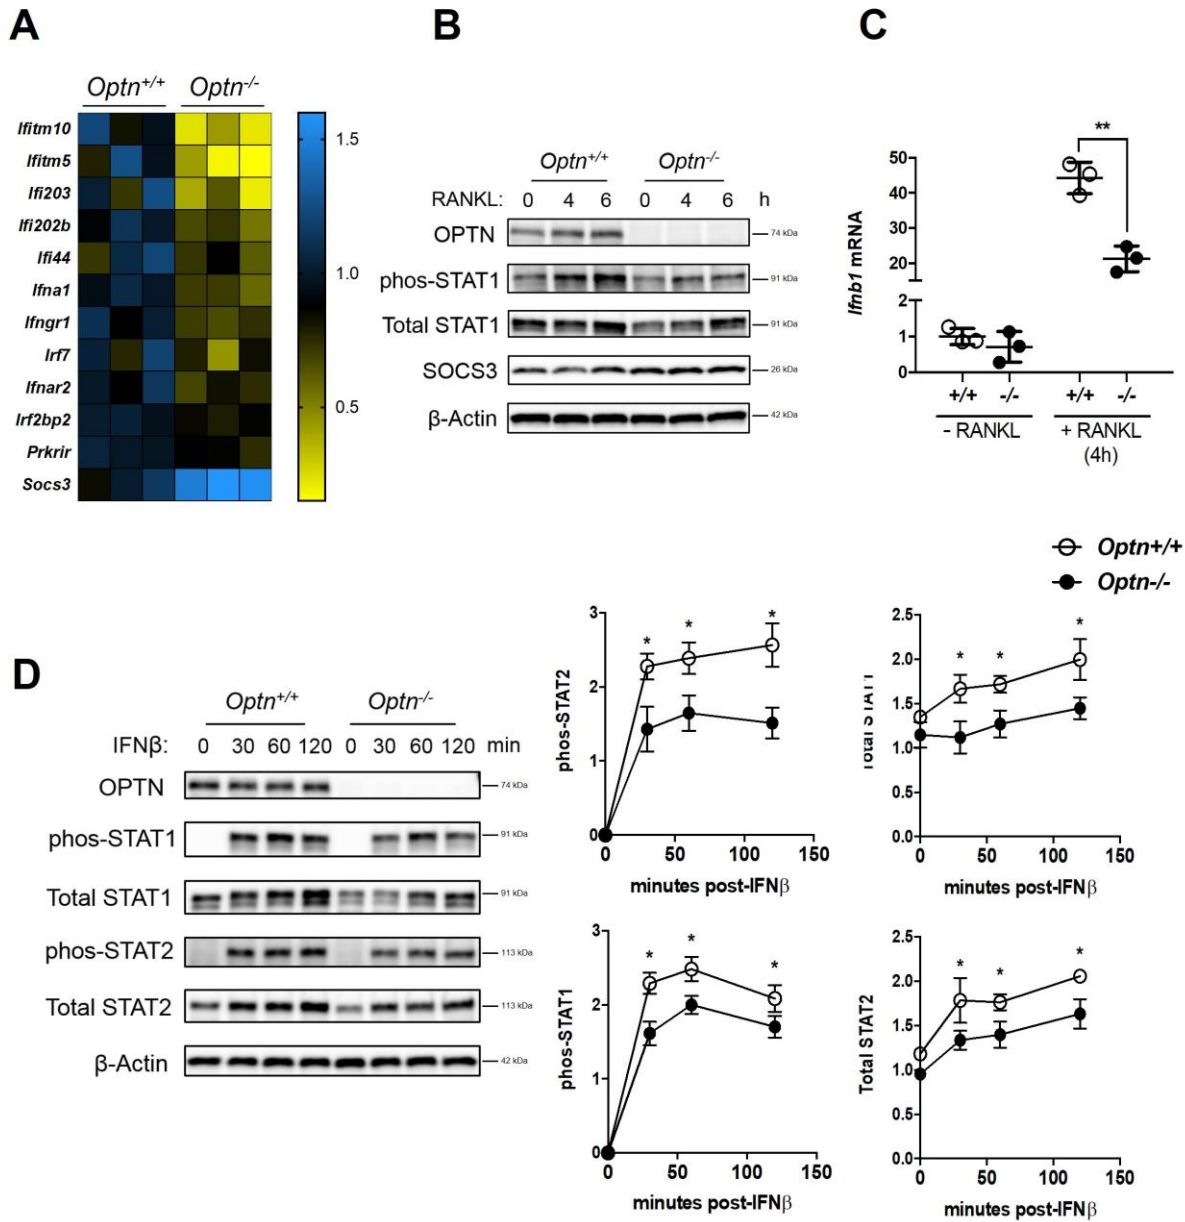 A
Optn+/+ Optn-/-
Ifitm10
Ifitm5
Ifi203
Ifi202b
Ifi44
Ifna1
Ifngr1
Irf7
Ifnar2
Irf2bp2
Prkrir
Socs3
1.5
1.0
0.5
B
Optn+/+ Optn-/-
RANKL: 0 4 6 0 4 6 h
OPTN 74 kDa
phos-STAT1 91 kDa
Total STAT1 91 kDa
SOCS3 26 kDa
β-Actin 42 kDa
C
**
Ifnb1 mRNA
50
40
30
20
2
1
0
+/+ -/- +/+ -/-
- RANKL + RANKL
(4h)
Optn+/+
Optn-/-
D
Optn+/+ Optn-/-
IFNβ: 0 30 60 120 0 30 60 120 min
OPTN 74 kDa
phos-STAT1 91 kDa
Total STAT1 91 kDa
phos-STAT2 113 kDa
Total STAT2 113 kDa
β-Actin 42 kDa
phos-STAT2
3
2
1
0
* * *
0 50 100 150
minutes post-IFNβ
2.5
2.0
1.5
1.0
0.5
0.0
* * *
0 50 100 150
minutes post-IFNβ
phos-STAT1
3
2
1
0
* * *
0 50 100 150
minutes post-IFNβ
Total STAT2
2.5
2.0
1.5
1.0
0.5
0.0
* * *
0 50 100 150
minutes post-IFNβ